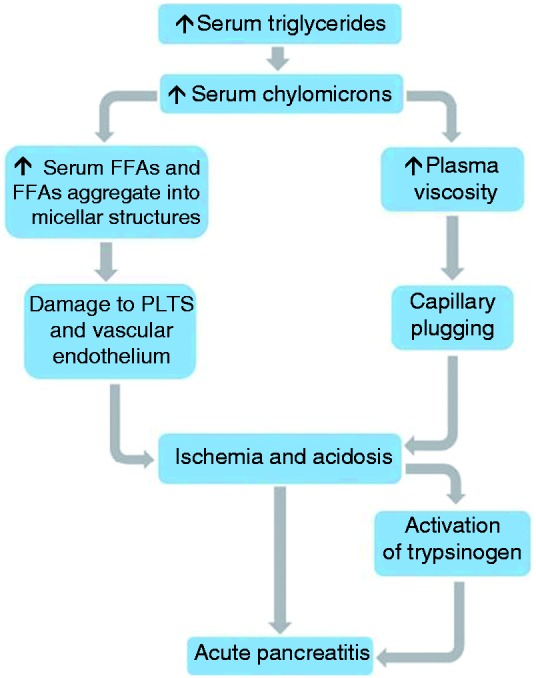 ↑ Serum triglycerides
↑ Serum chylomicrons
↑ Serum FFAs and
FFAs aggregate into
micellar structures
↑ Plasma
viscosity
Damage to PLTS
and vascular
endothelium
Capillary
plugging
Ischemia and acidosis
Activation
of trypsinogen
Acute pancreatitis